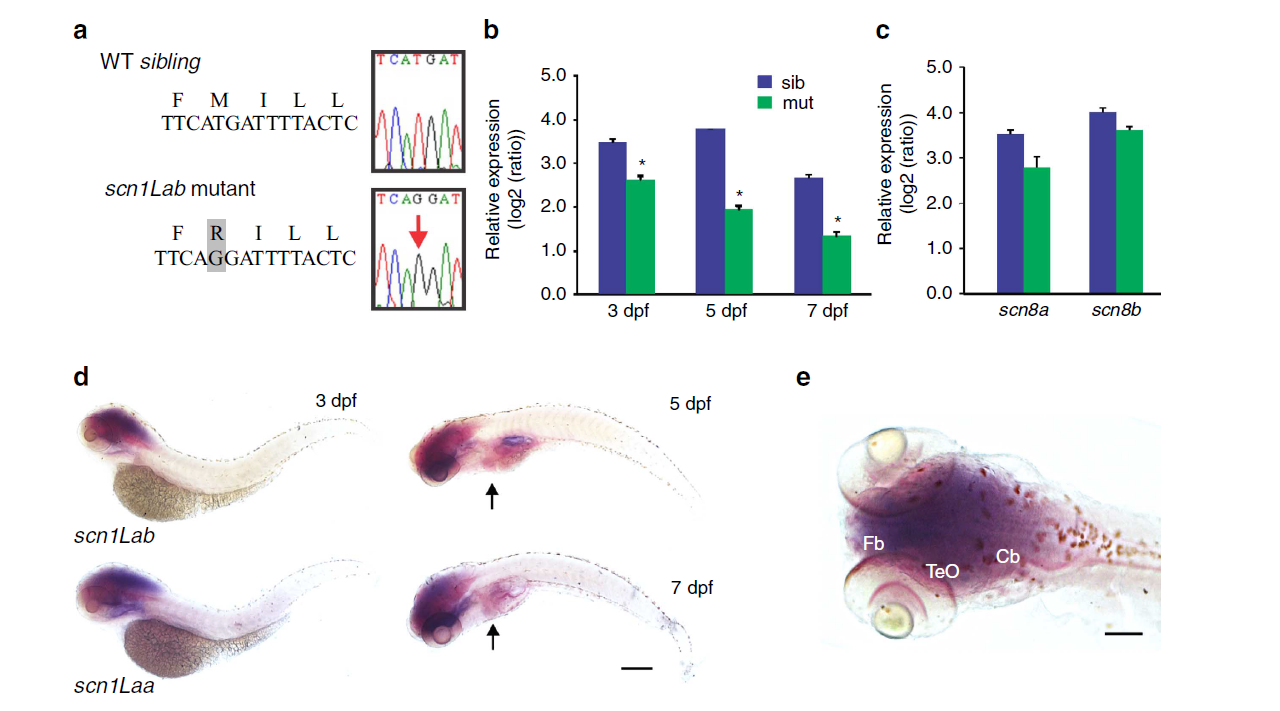 a
WT sibling
F M I L L
TTCATGATTTTACTC
TCATGAT
scn1Lab mutant
F R I L L
TTCAGGATTTTACTC
TCAGGAT
b
Relative expression
(log2 (ratio))
5.0
4.0
3.0
2.0
1.0
0.0
sib
mut
*
*
*
3 dpf
5 dpf
7 dpf
c
Relative expression
(log2 (ratio))
5.0
4.0
3.0
2.0
1.0
0.0
scn8a
scn8b
d
3 dpf
5 dpf
scn1Lab
7 dpf
scn1Laa
e
Fb
TeO
Cb